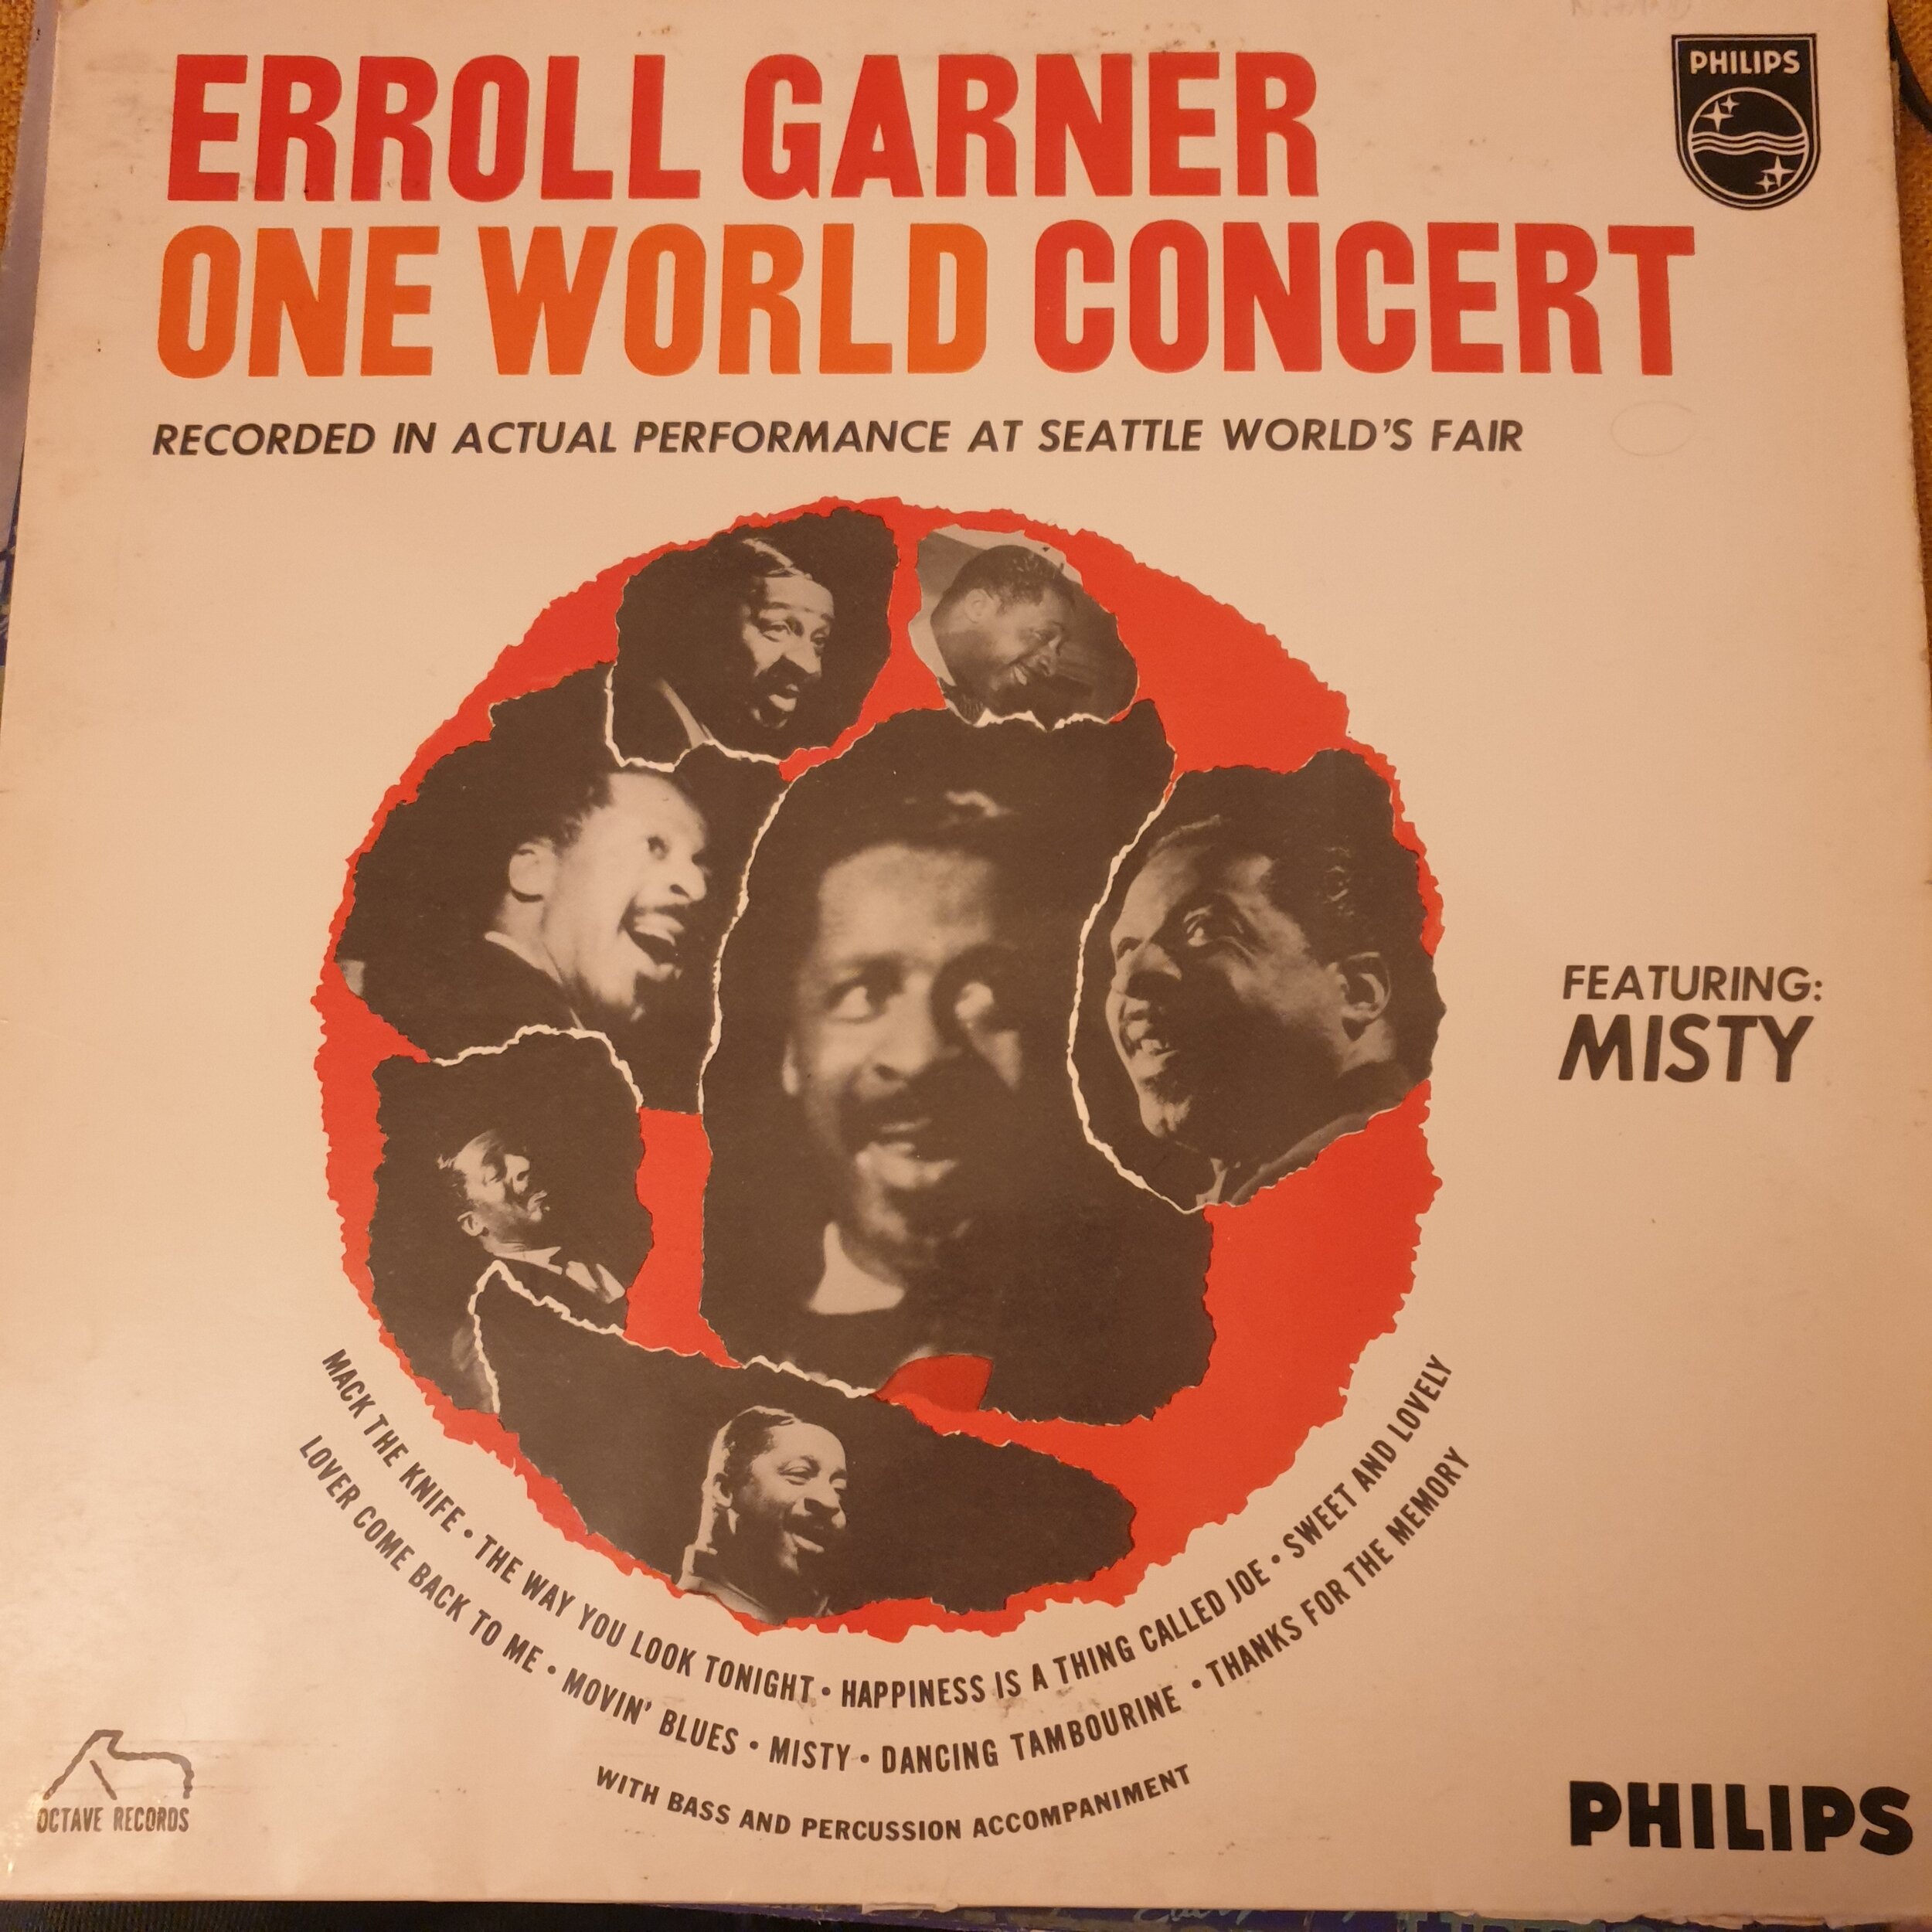 PHILIPS
ERROLL GARNER
ONE WORLD CONCERT
RECORDED IN ACTUAL PERFORMANCE AT SEATTLE WORLD'S FAIR
FEATURING:
MISTY
MACK THE KNIFE • THE WAY YOU LOOK TONIGHT • HAPPINESS IS A THING CALLED JOE • SWEET AND LOVELY
LOVER COME BACK TO ME • MOVIN' BLUES • MISTY • DANCING TAMBOURINE • THANKS FOR THE MEMORY
WITH BASS AND PERCUSSION ACCOMPANIMENT
OCTAVE RECORDS
PHILIPS